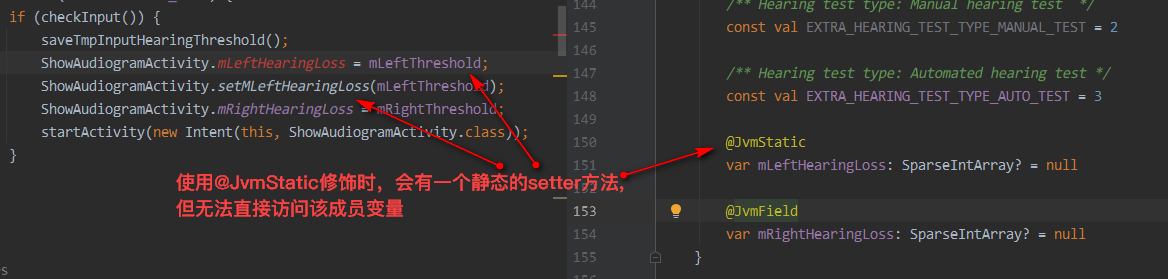 if (checkInput()) {
saveTmpInputHearingThreshold();
ShowAudiogramActivity.mLeftHearingLoss = mLeftThreshold;
ShowAudiogramActivity.setMLeftHearingLoss(mLeftThreshold);
ShowAudiogramActivity.mRightHearingLoss = mRightThreshold;
startActivity(new Intent(this, ShowAudiogramActivity.class));
}
使用@JvmStatic修饰时，会有一个静态的setter方法，
但无法直接访问该成员变量
144 /** Hearing test type: Manual hearing test */
145 const val EXTRA_HEARING_TEST_TYPE_MANUAL_TEST = 2
146
147 /** Hearing test type: Automated hearing test */
148 const val EXTRA_HEARING_TEST_TYPE_AUTO_TEST = 3
149
150 @JvmStatic
151 var mLeftHearingLoss: SparseIntArray? = null
152
153 @JvmField
154 var mRightHearingLoss: SparseIntArray? = null
155 }